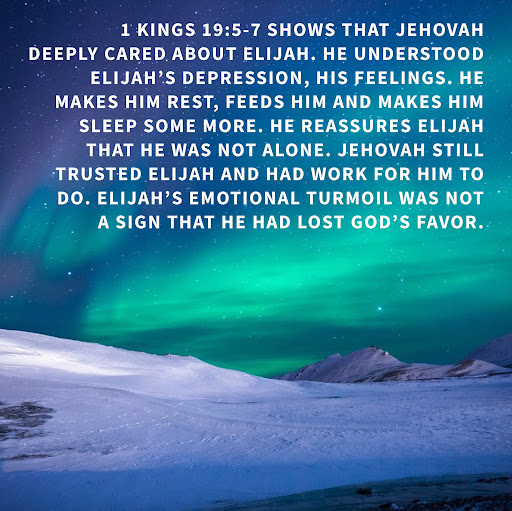 1 KINGS 19:5-7 SHOWS THAT JEHOVAH
DEEPLY CARED ABOUT ELIJAH. HE UNDERSTOOD
ELIJAH’S DEPRESSION, HIS FEELINGS. HE
MAKES HIM REST, FEEDS HIM AND MAKES HIM
SLEEP SOME MORE. HE REASSURES ELIJAH
THAT HE WAS NOT ALONE. JEHOVAH STILL
TRUSTED ELIJAH AND HAD WORK FOR HIM TO
DO. ELIJAH’S EMOTIONAL TURMOIL WAS NOT
A SIGN THAT HE HAD LOST GOD’S FAVOR.